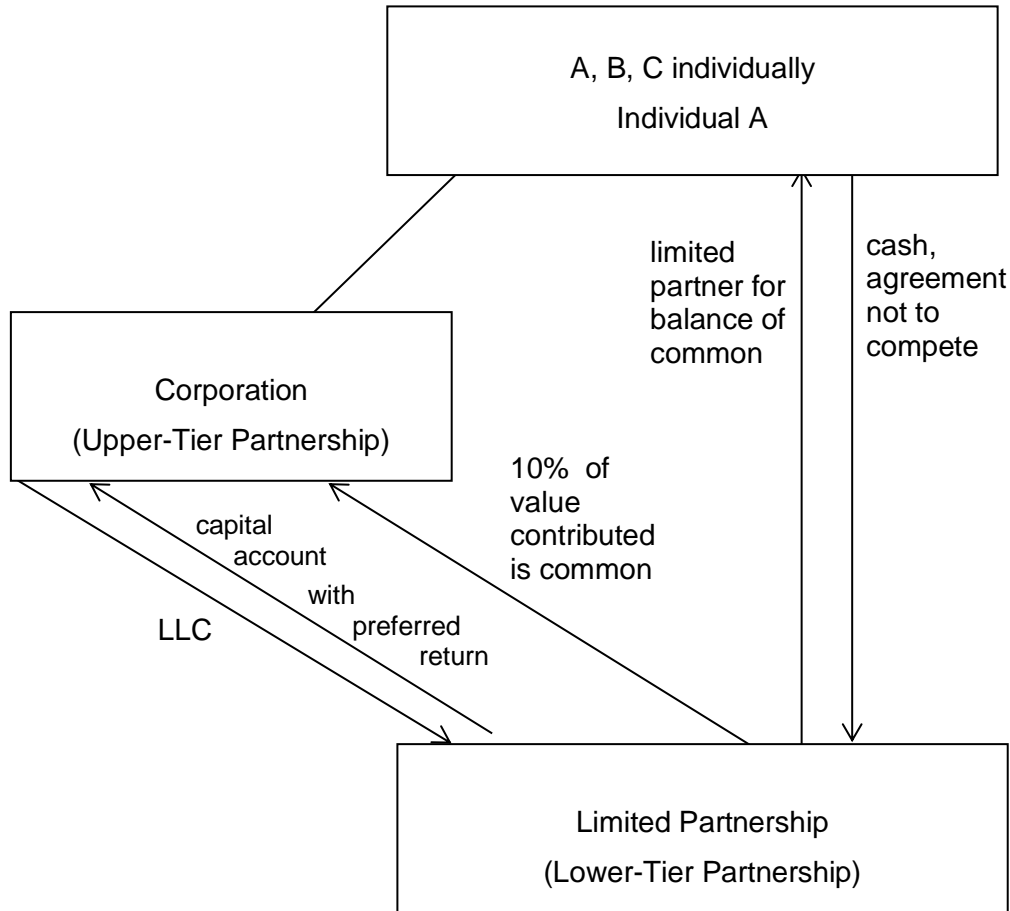 A, B, C individually
Individual A
limited
partner for
balance of
common
cash,
agreement
not to
compete
Corporation
(Upper-Tier Partnership)
10% of
value
contributed
is common
capital
account
with
preferred
return
LLC
Limited Partnership
(Lower-Tier Partnership)